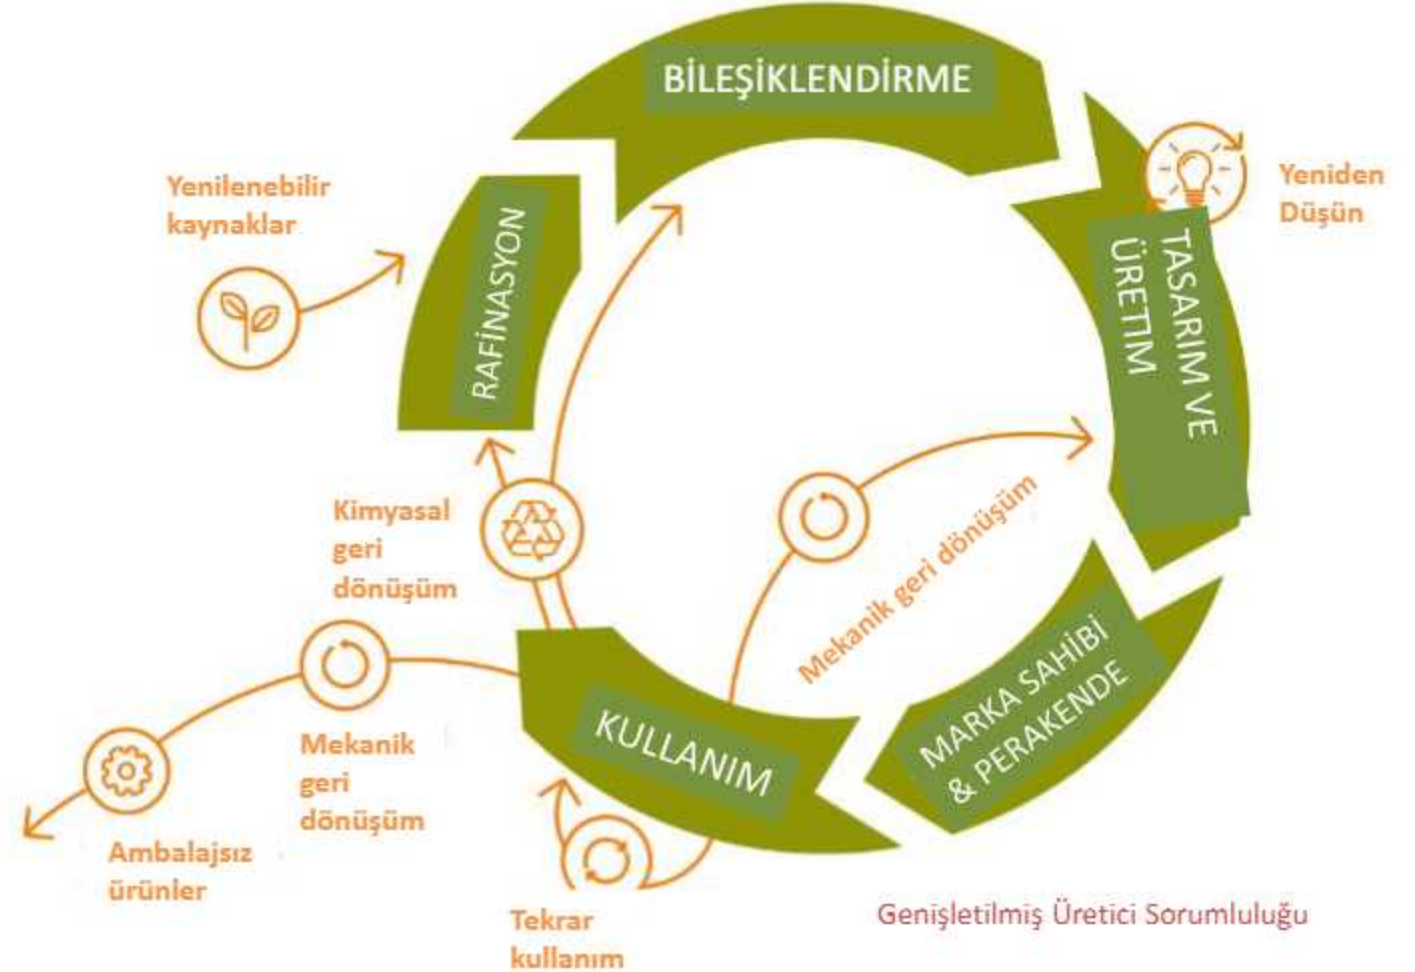 BİLEŞİKLENDİRME
Yeniden
Düşün
Yenilenebilir
kaynaklar
RAFİNASYON
TASARIM VE
ÜRETIM
Kimyasal
geri
dönüşüm
Mekanik geri dönüşüm
MARKA SAHİBİ
& PERAKENDE
KULLANIM
Mekanik
geri
dönüşüm
Ambalajsız
ürünler
Tekrar
kullanım
Genişletilmiş Üretici Sorumluluğu